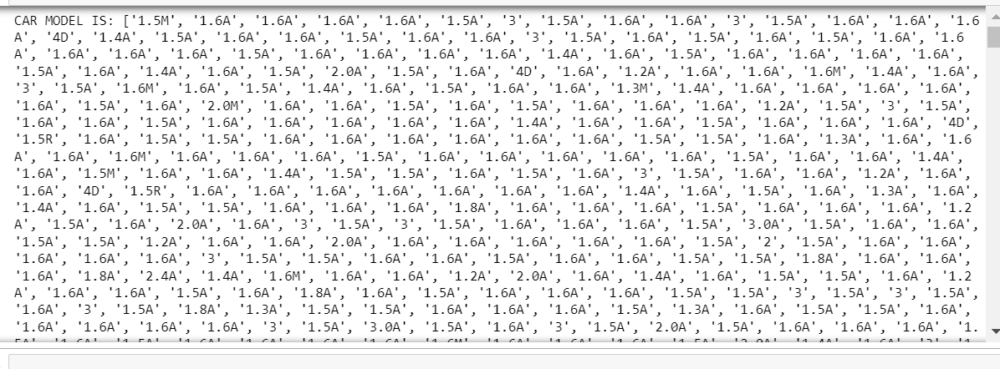 CAR MODEL IS: ['1.5M', '1.6A', '1.6A', '1.6A', '1.6A', '1.5A', '3', '1.5A', '1.6A', '1.6A', '3', '1.5A', '1.6A', '1.6A', '1.6
A', '4D', '1.4A', '1.5A', '1.6A', '1.6A', '1.5A', '1.6A', '1.6A', '3', '1.5A', '1.6A', '1.5A', '1.6A', '1.5A', '1.6A', '1.6
A', '1.6A', '1.6A', '1.6A', '1.5A', '1.6A', '1.6A', '1.6A', '1.6A', '1.4A', '1.6A', '1.5A', '1.6A', '1.6A', '1.6A', '1.6A',
'1.5A', '1.6A', '1.4A', '1.6A', '1.5A', '2.0A', '1.5A', '1.6A', '4D', '1.6A', '1.2A', '1.6A', '1.6A', '1.6M', '1.4A', '1.6A',
'3', '1.5A', '1.6M', '1.6A', '1.5A', '1.4A', '1.6A', '1.5A', '1.6A', '1.6A', '1.3M', '1.4A', '1.6A', '1.6A', '1.6A', '1.6A',
'1.6A', '1.5A', '1.6A', '2.0M', '1.6A', '1.6A', '1.5A', '1.6A', '1.5A', '1.6A', '1.6A', '1.6A', '1.2A', '1.5A', '3', '1.5A',
'1.6A', '1.6A', '1.5A', '1.6A', '1.6A', '1.6A', '1.6A', '1.6A', '1.4A', '1.6A', '1.6A', '1.5A', '1.6A', '1.6A', '1.6A', '4D',
'1.5R', '1.6A', '1.5A', '1.5A', '1.6A', '1.6A', '1.6A', '1.6A', '1.6A', '1.6A', '1.5A', '1.5A', '1.6A', '1.3A', '1.6A', '1.6
A', '1.6A', '1.6M', '1.6A', '1.6A', '1.6A', '1.5A', '1.6A', '1.6A', '1.6A', '1.6A', '1.6A', '1.5A', '1.6A', '1.6A', '1.4A',
'1.6A', '1.5M', '1.6A', '1.6A', '1.4A', '1.5A', '1.5A', '1.6A', '1.5A', '1.6A', '3', '1.5A', '1.6A', '1.6A', '1.2A', '1.6A',
'1.6A', '4D', '1.5R', '1.6A', '1.6A', '1.6A', '1.6A', '1.6A', '1.6A', '1.6A', '1.4A', '1.6A', '1.5A', '1.6A', '1.3A', '1.6A',
'1.4A', '1.6A', '1.5A', '1.5A', '1.6A', '1.6A', '1.6A', '1.8A', '1.6A', '1.6A', '1.6A', '1.5A', '1.6A', '1.6A', '1.6A', '1.2
A', '1.5A', '1.6A', '2.0A', '1.6A', '3', '1.5A', '3', '1.5A', '1.6A', '1.6A', '1.6A', '1.5A', '3.0A', '1.5A', '1.6A', '1.6A',
'1.5A', '1.5A', '1.2A', '1.6A', '1.6A', '2.0A', '1.6A', '1.6A', '1.6A', '1.6A', '1.6A', '1.5A', '2', '1.5A', '1.6A', '1.6A',
'1.6A', '1.6A', '1.6A', '3', '1.5A', '1.5A', '1.6A', '1.6A', '1.5A', '1.6A', '1.6A', '1.5A', '1.5A', '1.8A', '1.6A', '1.6A',
'1.6A', '1.8A', '2.4A', '1.4A', '1.6M', '1.6A', '1.6A', '1.2A', '2.0A', '1.6A', '1.4A', '1.6A', '1.5A', '1.5A', '1.6A', '1.2
A', '1.6A', '1.6A', '1.5A', '1.6A', '1.8A', '1.6A', '1.5A', '1.6A', '1.6A', '1.6A', '1.5A', '1.5A', '3', '1.5A', '3', '1.5A',
'1.6A', '3', '1.5A', '1.8A', '1.3A', '1.5A', '1.5A', '1.6A', '1.6A', '1.6A', '1.5A', '1.3A', '1.6A', '1.5A', '1.5A', '1.6A',
'1.6A', '1.6A', '1.6A', '1.6A', '3', '1.5A', '3.0A', '1.5A', '1.6A', '3', '1.5A', '2.0A', '1.5A', '1.6A', '1.6A', '1.6A', '1.